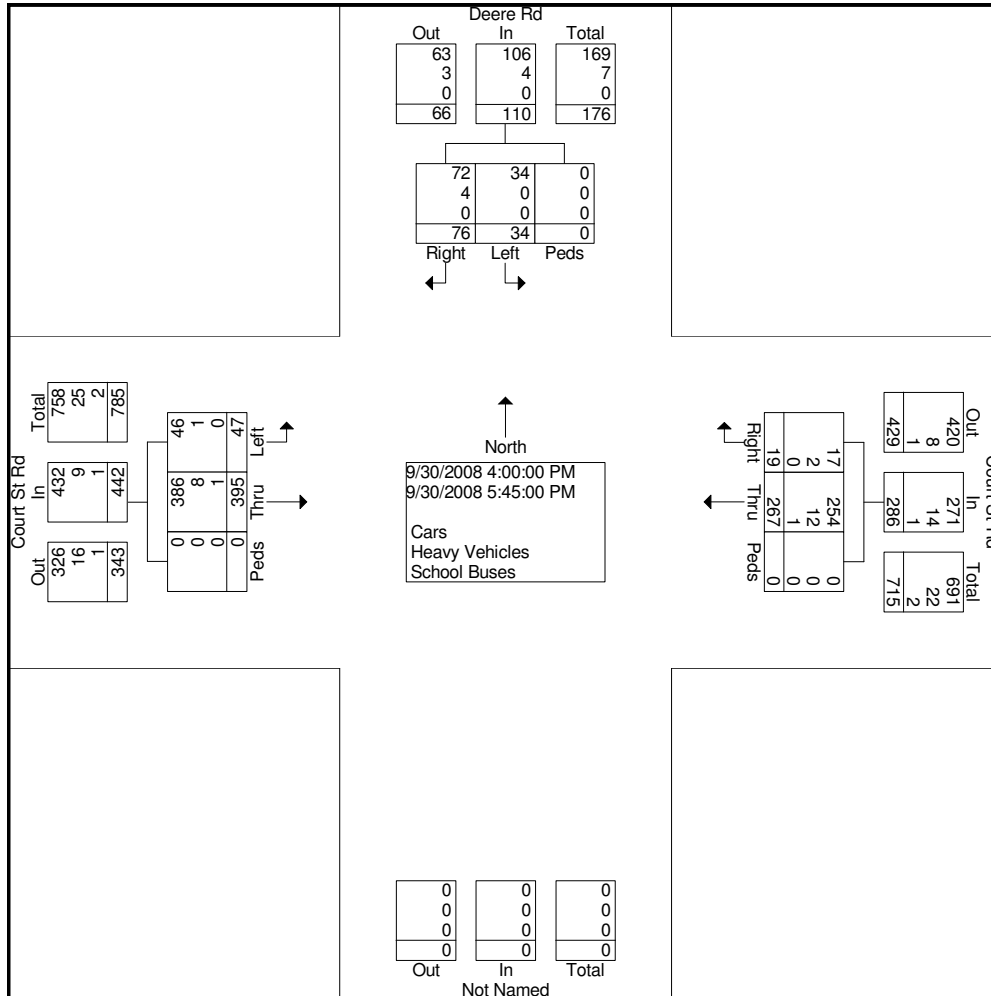 Deere Rd
Out In Total
63 106 169
3 4 7
0 0 0
66 110 176
72 34 0
4 0 0
0 0 0
76 34 0
Right Left Peds
Court St Rd
Total In Out
758 432 326
25 9 16
2 1 1
785 442 343
46 386 0
1 8 0
0 1 0
47 395 0
Left Thru Peds
North
9/30/2008 4:00:00 PM
9/30/2008 5:45:00 PM
Cars
Heavy Vehicles
School Buses
Right Thru Peds
17 254 0
2 12 0
0 1 0
19 267 0
Court St Rd
Out In Total
420 271 691
8 14 22
1 1 2
429 286 715
0 0 0
0 0 0
0 0 0
0 0 0
Out In Total
Not Named